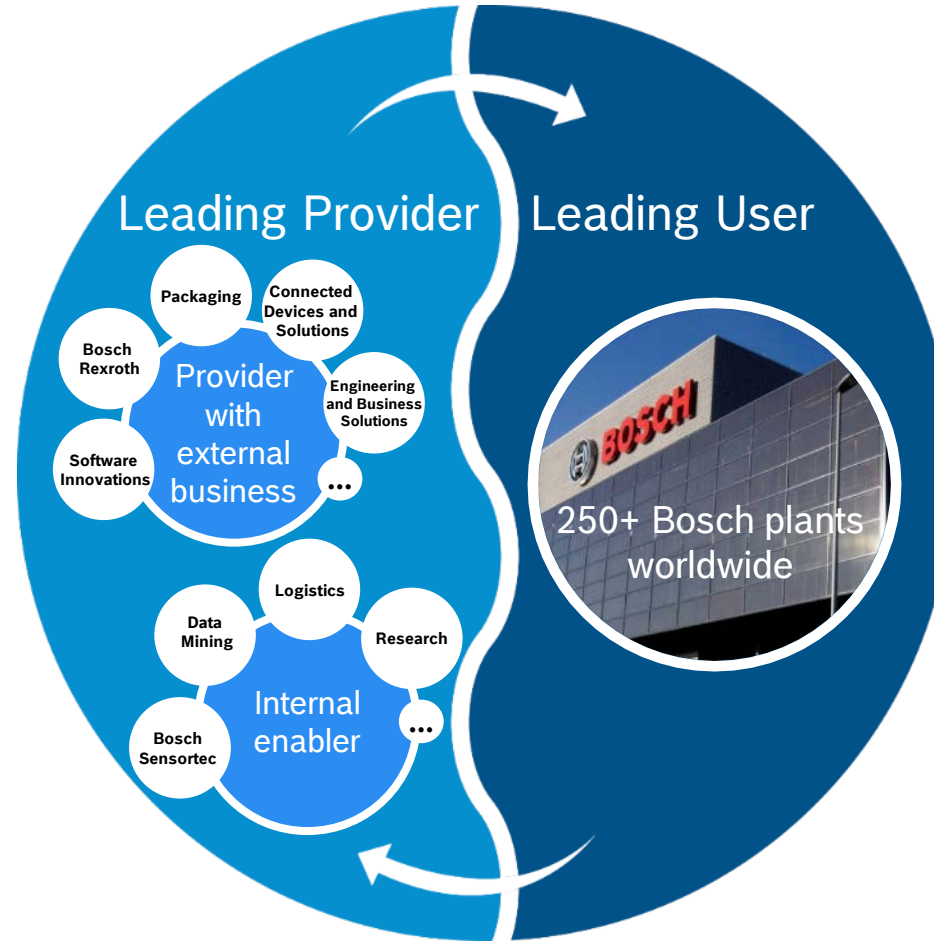 Leading Provider
Leading User
Packaging
Connected
Devices and
Solutions
Bosch
Rexroth
Provider
with
external
business
Engineering
and Business
Solutions
Software
Innovations
...
BOSCH
250+ Bosch plants
worldwide
Logistics
Data
Mining
Research
Internal
enabler
...
Bosch
Sensortec